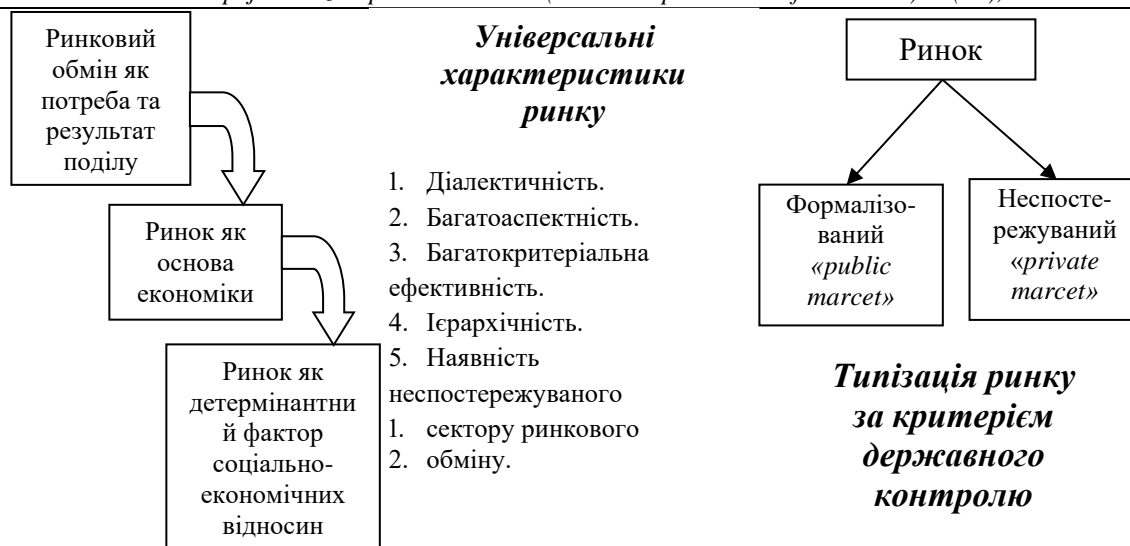 Ринковий
обмін як
потреба та
результат
поділу
Ринок як
основа
економіки
Ринок як
детермінантни
й фактор
соціально-
економічних
відносин
Універсальні
характеристики
ринку
1. Діалектичність.
2. Багатоаспектність.
3. Багатокритеріальна
ефективність.
4. Ієрархічність.
5. Наявність
неспостережуваного
1. сектору ринкового
2. обміну.
Ринок
Формалізо-
ваний
«public
marcet»
Неспосте-
режуваний
«private
marcet»
Типізація ринку
за критерієм
державного
контролю